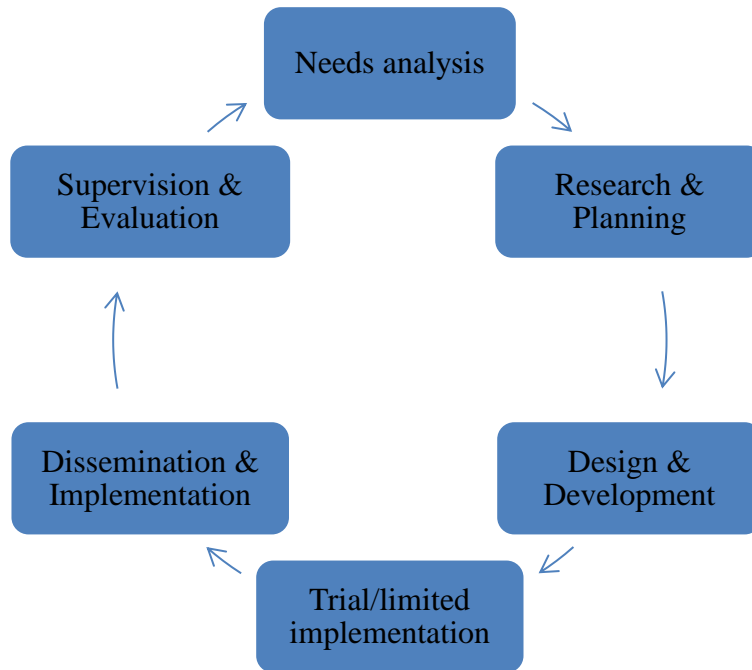 Needs analysis
Research &
Planning
Design &
Development
Trial/limited
implementation
Dissemination &
Implementation
Supervision &
Evaluation